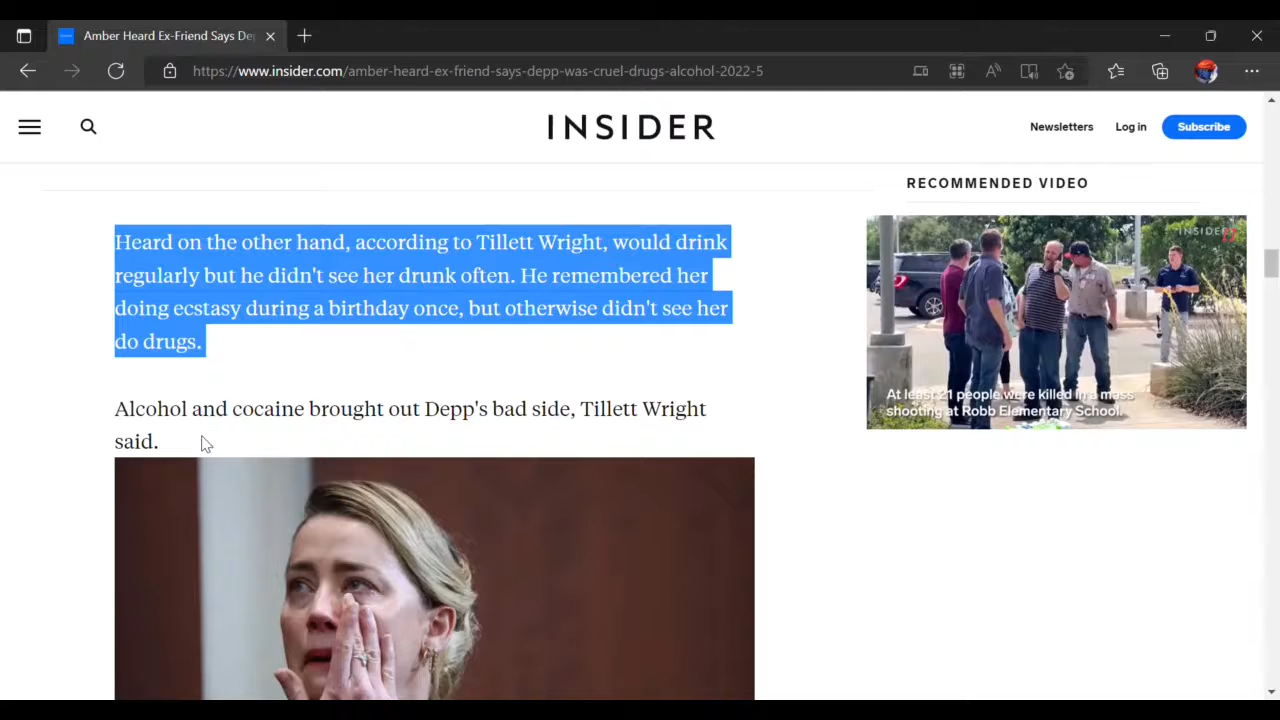 Amber Heard Ex-Friend Says Dep
https://www.insider.com/amber-heard-ex-friend-says-depp-was-cruel-drugs-alcohol-2022-5
INSIDER
Newsletters
Log in
Subscribe
RECOMMENDED VIDEO
Heard on the other hand, according to Tillett Wright, would drink
regularly but he didn't see her drunk often. He remembered her
doing ecstasy during a birthday once, but otherwise didn't see her
do drugs.
Alcohol and cocaine brought out Depp's bad side, Tillett Wright
said.
INSIDER
At least 21 people were killed in a mass
shooting at Robb Elementary School.